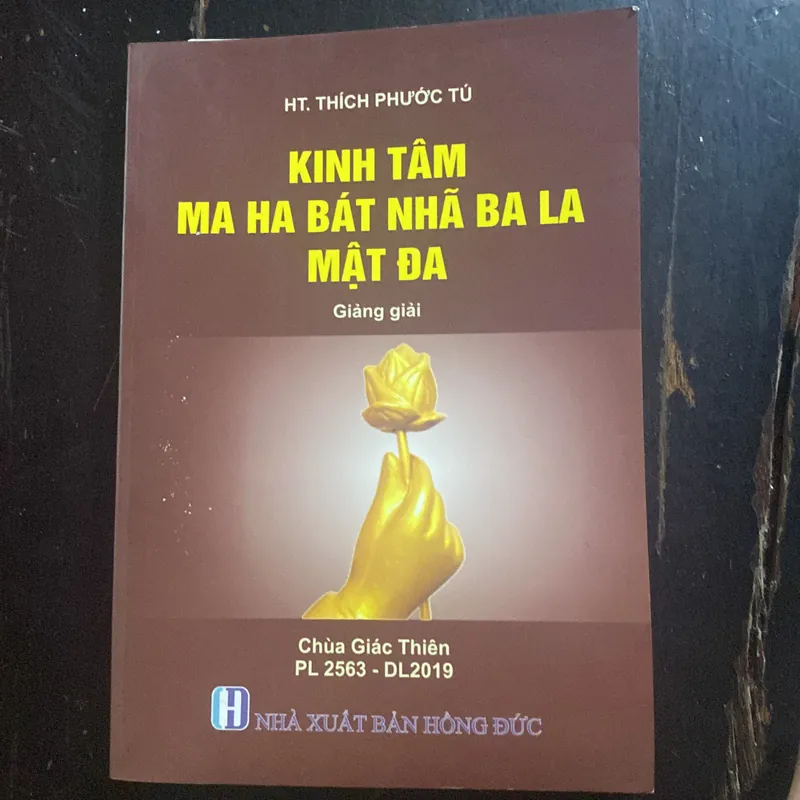 HT. THÍCH PHƯỚC TÚ
KINH TÂM
MA HA BÁT NHÃ BA LA
MẬT ĐA
Giảng giải
Chùa Giác Thiên
PL 2563 - DL2019
H NHÀ XUẤT BẢN HỒNG ĐỨC